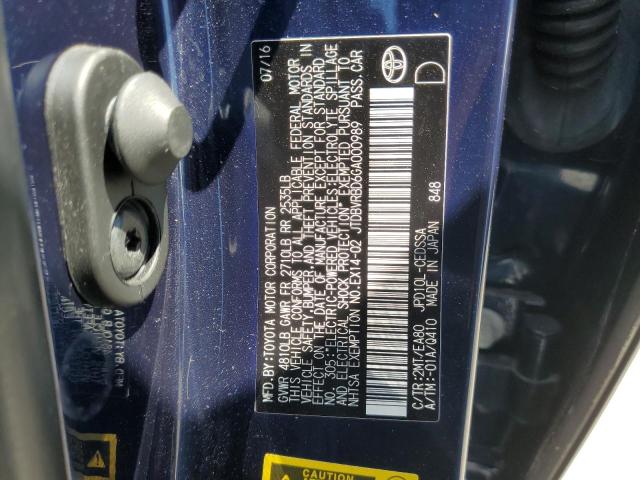 MFD.BY:TOYOTA MOTOR CORPORATION 07/16
GVWR 4810LB GAWR FR 2710LB RR 2535LB
THIS VEHICLE CONFORMS TO ALL APPLICABLE FEDERAL MOTOR
VEHICLE SAFETY, BUMPER, AND THEFT PREVENTION STANDARDS IN
EFFECT ON THE DATE OF MANUFACTURE EXCEPT FOR STANDARD
NO. 305; "ELECTRIC-POWERED VEHICLES:ELECTROLYTE SPILLAGE
AND ELECTRICAL SHOCK PROTECTION" EXEMPTED PURSUANT TO
NHTSA EXEMPTION NO.EX14-02 JTDBVRBD6GA000989 PASS.CAR
D
848
C/TR:2MT/EA80 JPD10L-CEDSSA
A/TM:-01A/Q410 MADE IN JAPAN
CAUTION